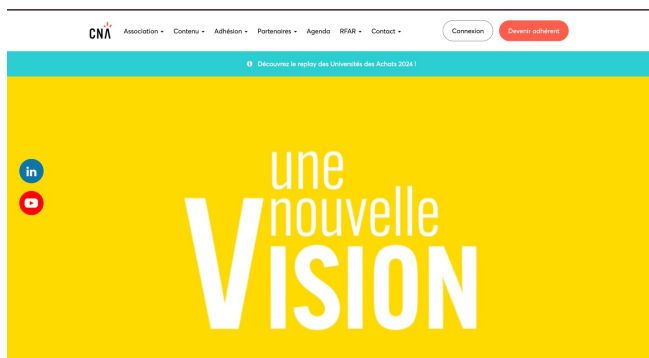 CNA
Association Contenu Adhésion Partenaires Agenda RFAR Contact Connexion Devenir adhérent
Découvrez le replay des Universités des Achats 2024 !
in
une
nouvelle
VISION